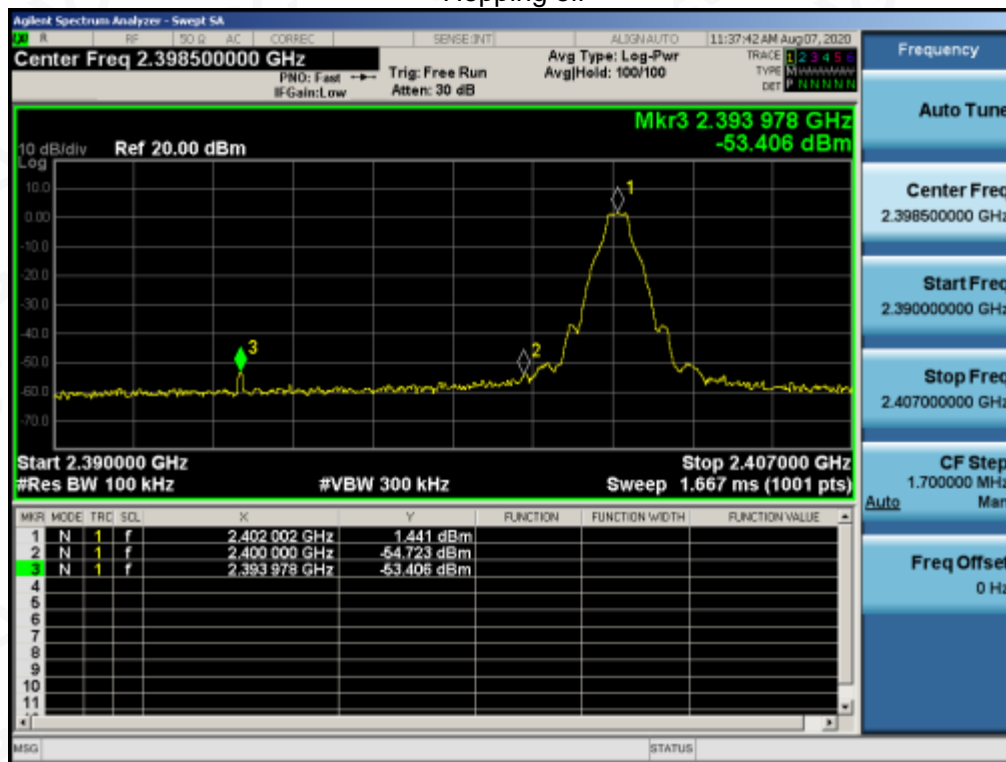 Agilent Spectrum Analyzer - Swept SA
R RF 50 Ω AC CORREC SENSE:INT ALIGNAUTO 11:37:42 AM Aug 07, 2020
Center Freq 2.398500000 GHz Avg Type: Log-Pwr TRACE 1 2 3 4 5 6
PNO: Fast Trig: Free Run Avg|Hold: 100/100 TYPE M
IFGain:Low Atten: 30 dB DET P N N N N N
Mkr3 2.393 978 GHz
10 dB/div Ref 20.00 dBm -53.406 dBm
Log
10.0
0.00
-10.0
-20.0
-30.0
-40.0
-50.0
-60.0
-70.0
1
2
3
Start 2.390000 GHz Stop 2.407000 GHz
#Res BW 100 kHz #VBW 300 kHz Sweep 1.667 ms (1001 pts)
MKR MODE TRC SCL X Y FUNCTION FUNCTION WIDTH FUNCTION VALUE
1 N 1 f 2.402 002 GHz 1.441 dBm
2 N 1 f 2.400 000 GHz -54.723 dBm
3 N 1 f 2.393 978 GHz -53.406 dBm
4
5
6
7
8
9
10
11
MSG STATUS
Frequency
Auto Tune
Center Freq
2.398500000 GHz
Start Freq
2.390000000 GHz
Stop Freq
2.407000000 GHz
CF Step
1.700000 MHz
Auto Man
Freq Offset
0 Hz